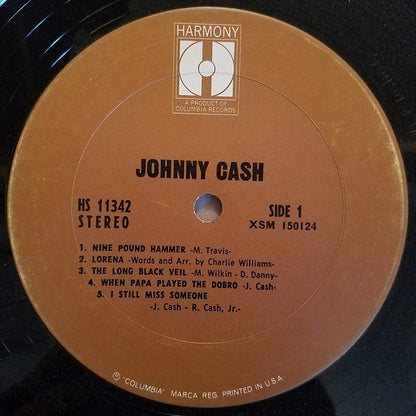 HARMONY
H
A PRODUCT OF
COLUMBIA RECORDS
JOHNNY CASH
HS 11342
STEREO
SIDE 1
XSM 150124
1. NINE POUND HAMMER -M. Travis-
2. LORENA -Words and Arr. by Charlie Williams-
3. THE LONG BLACK VEIL -M. Wilkin - D. Danny-
4. WHEN PAPA PLAYED THE DOBRO -J. Cash-
5. I STILL MISS SOMEONE
-J. Cash - R. Cash, Jr.-
Ⓟ "COLUMBIA" MARCA REG. PRINTED IN U.S.A.